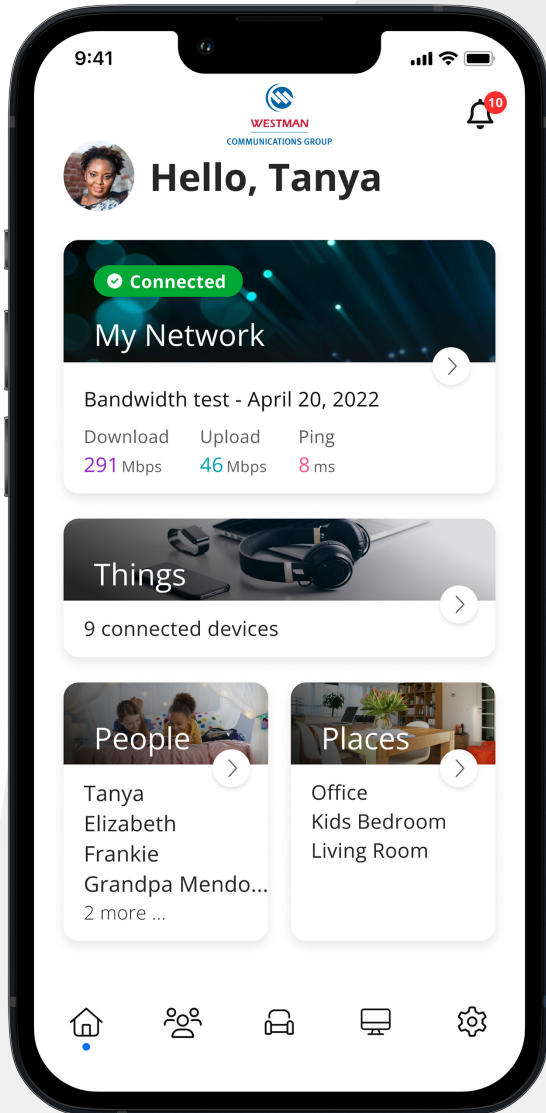 9:41
10
WESTMAN
COMMUNICATIONS GROUP
Hello, Tanya
Connected
My Network
Bandwidth test - April 20, 2022
Download Upload Ping
291 Mbps 46 Mbps 8 ms
Things
9 connected devices
People
Tanya
Elizabeth
Frankie
Grandpa Mendo...
2 more ...
Places
Office
Kids Bedroom
Living Room